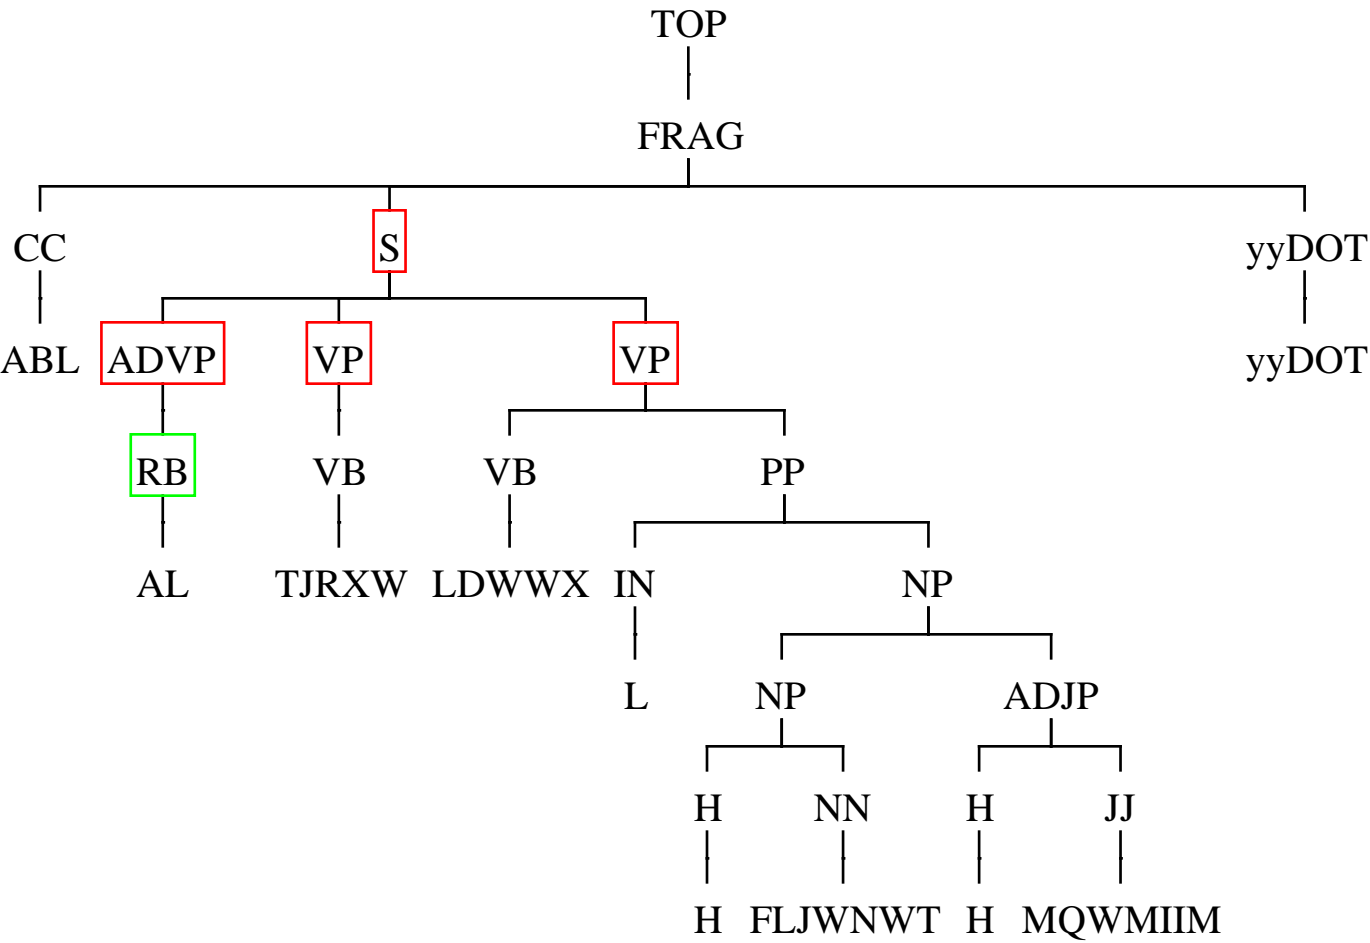 TOP
FRAG
CC S yyDOT
ABL ADVP VP VP yyDOT
RB VB VB PP
AL TJRXW LDWWX IN NP
L NP ADJP
H NN H JJ
H FLJWNWT H MQWMIIM